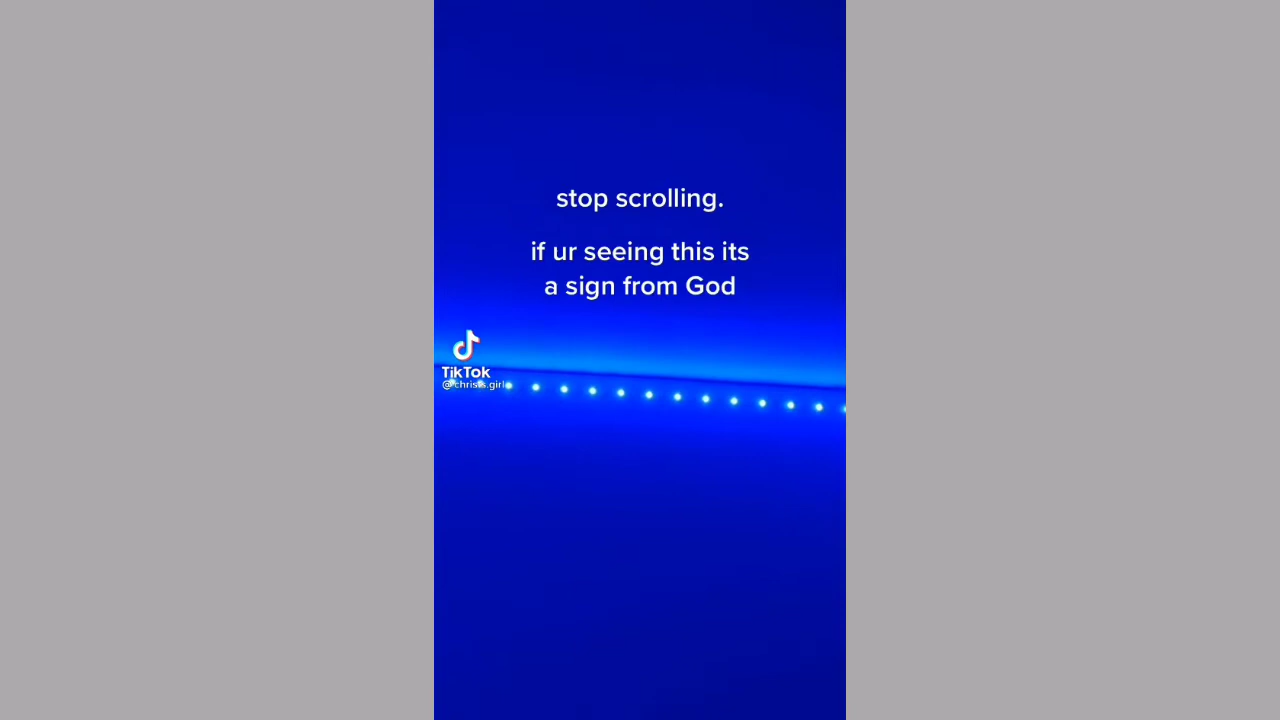 stop scrolling.
if ur seeing this its
a sign from God
TikTok